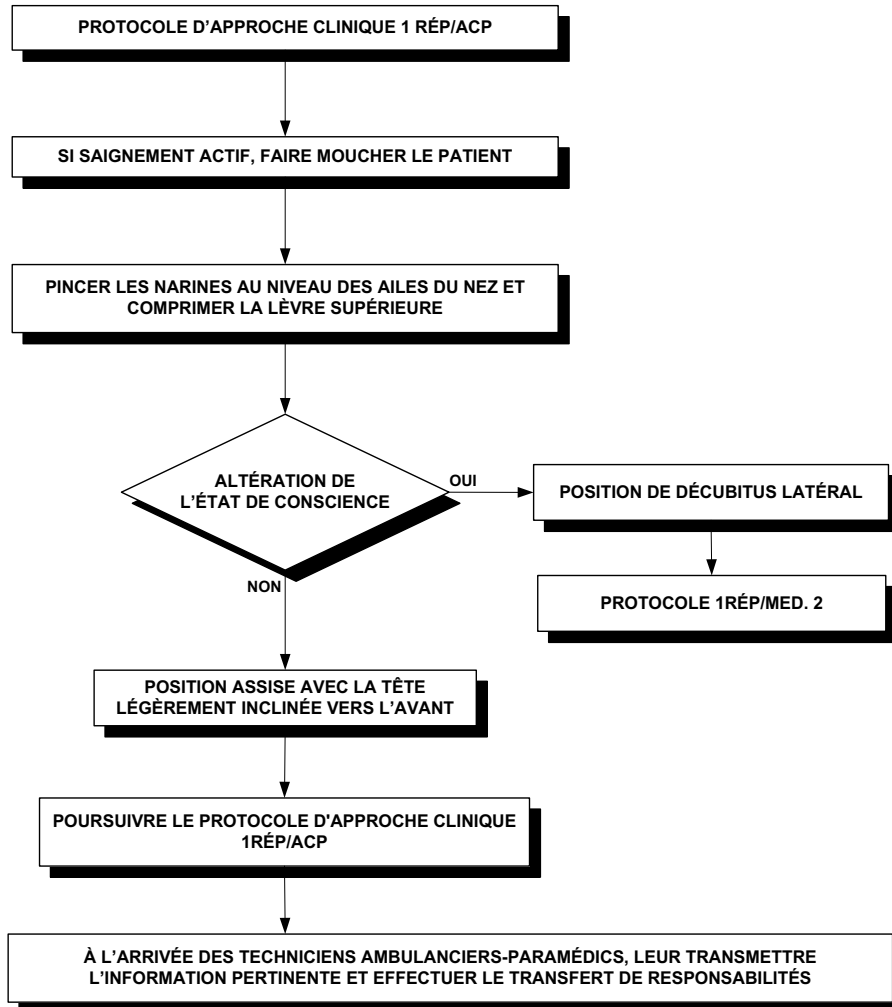 PROTOCOLE D'APPROCHE CLINIQUE 1 RÉP/ACP
SI SAIGNEMENT ACTIF, FAIRE MOUCHER LE PATIENT
PINCER LES NARINES AU NIVEAU DES AILES DU NEZ ET
COMPRIMER LA LÈVRE SUPÉRIEURE
ALTÉRATION DE
L'ÉTAT DE CONSCIENCE
OUI
POSITION DE DÉCUBITUS LATÉRAL
PROTOCOLE 1RÉP/MED. 2
NON
POSITION ASSISE AVEC LA TÊTE
LÉGÈREMENT INCLINÉE VERS L'AVANT
POURSUIVRE LE PROTOCOLE D'APPROCHE CLINIQUE
1RÉP/ACP
À L'ARRIVÉE DES TECHNICIENS AMBULANCIERS-PARAMÉDICS, LEUR TRANSMETTRE
L'INFORMATION PERTINENTE ET EFFECTUER LE TRANSFERT DE RESPONSABILITÉS